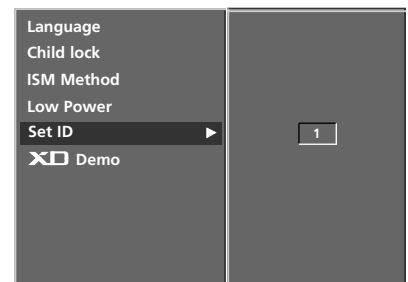 Language
Child lock
ISM Method
Low Power
Set ID ▶ 1
XD Demo